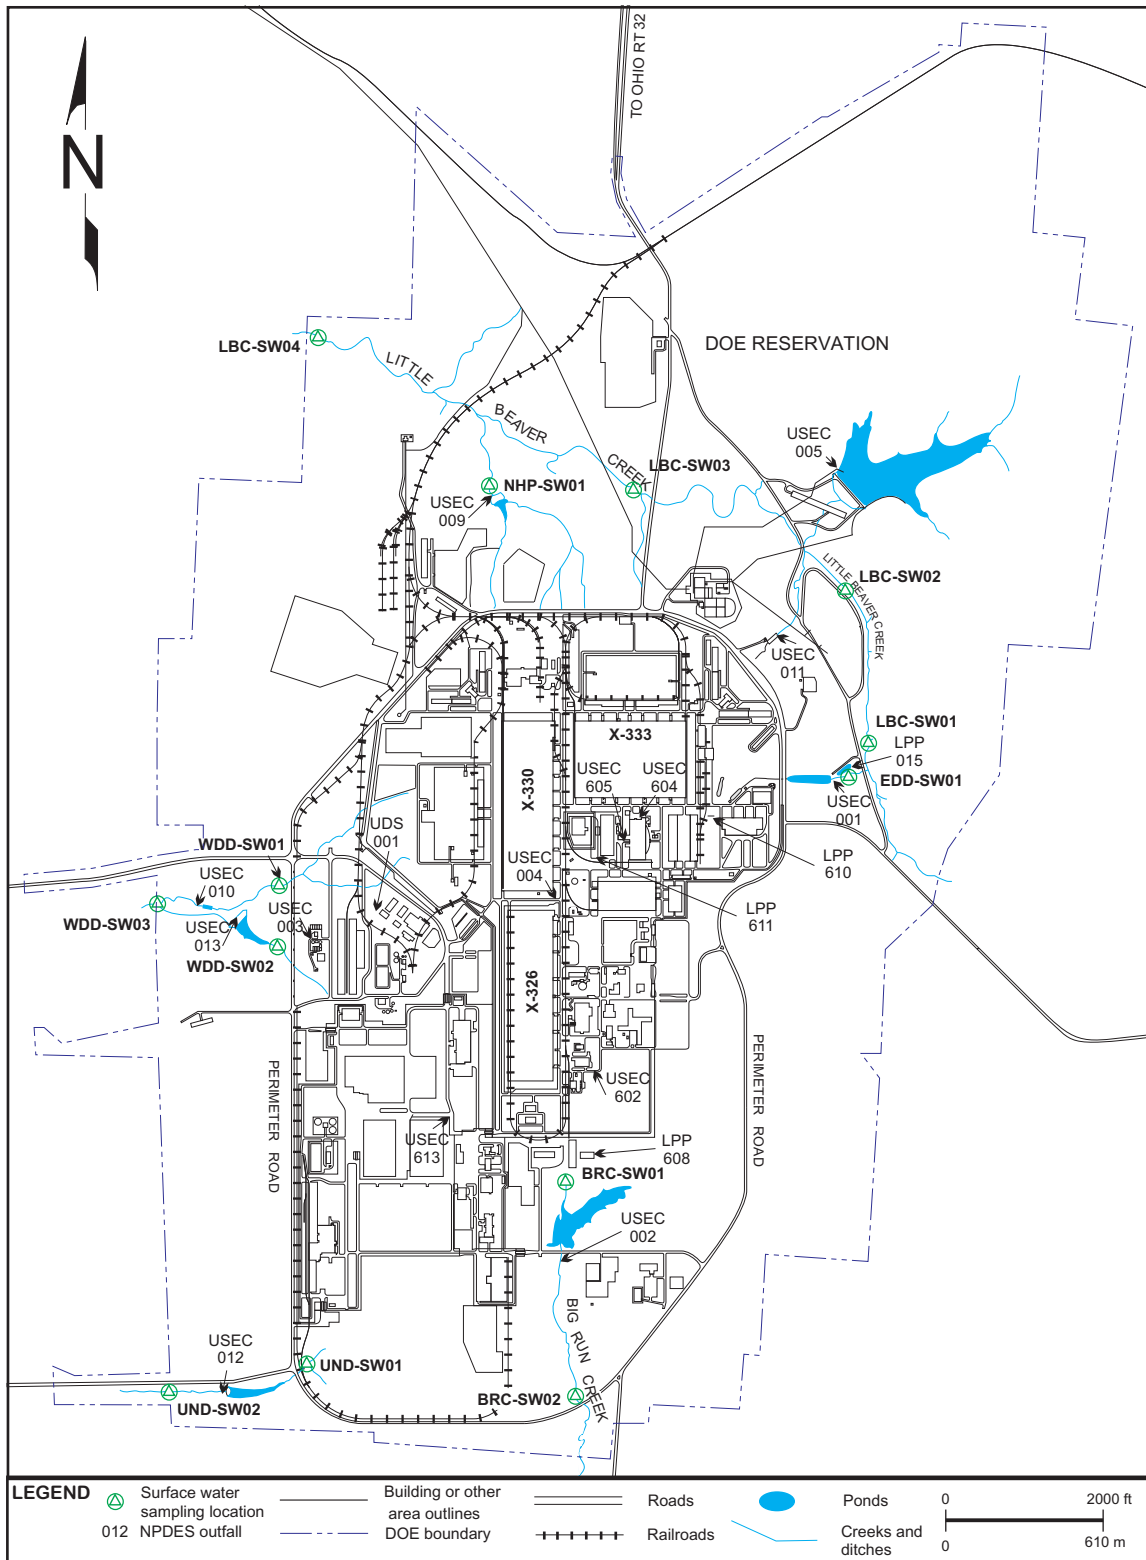 TO OHIO RT 32
N
DOE RESERVATION
LBC-SW04
LITTLE
BEAVER
CREEK
LBC-SW03
USEC
005
NHP-SW01
USEC
009
LBC-SW02
LITTLE BEAVER CREEK
USEC
011
LBC-SW01
LPP
015
EDD-SW01
USEC
001
X-333
X-330
USEC
605
USEC
604
UDS
001
WDD-SW01
USEC
010
WDD-SW03
USEC
013
USEC
003
WDD-SW02
USEC
004
LPP
610
LPP
611
X-326
PERIMETER ROAD
PERIMETER ROAD
USEC
602
USEC
613
LPP
608
BRC-SW01
USEC
002
BIG RUN CREEK
USEC
012
UND-SW01
UND-SW02
BRC-SW02
LEGEND
Surface water
sampling location
012 NPDES outfall
Building or other
area outlines
DOE boundary
Roads
Railroads
Ponds
Creeks and
ditches
0 2000 ft
0 610 m